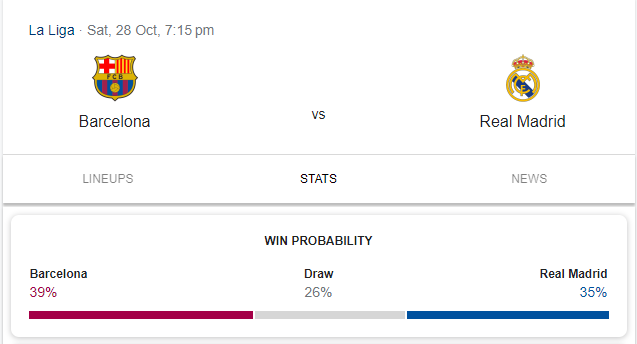 La Liga · Sat, 28 Oct, 7:15 pm
FCB
Barcelona
vs
Real Madrid
LINEUPS
STATS
NEWS
WIN PROBABILITY
Barcelona
Draw
Real Madrid
39%
26%
35%